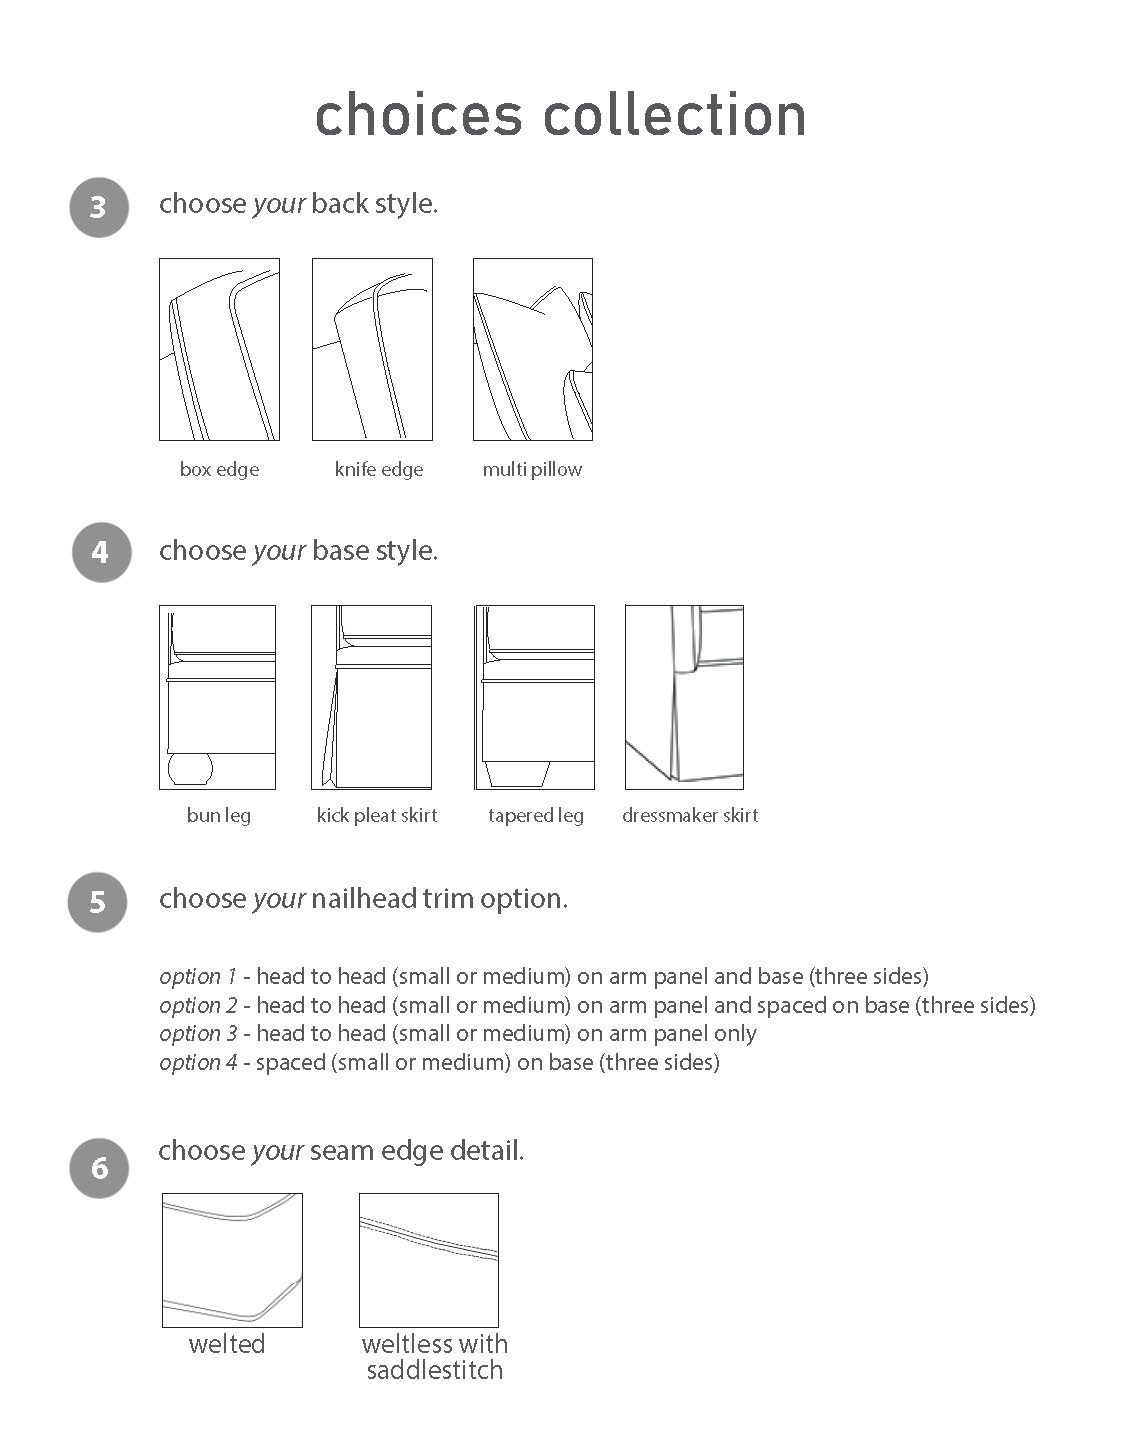 choices collection
3 choose your back style.
box edge knife edge multi pillow
4 choose your base style.
bun leg kick pleat skirt tapered leg dressmaker skirt
5 choose your nailhead trim option.
option 1 - head to head (small or medium) on arm panel and base (three sides)
option 2 - head to head (small or medium) on arm panel and spaced on base (three sides)
option 3 - head to head (small or medium) on arm panel only
option 4 - spaced (small or medium) on base (three sides)
6 choose your seam edge detail.
welted weltless with
saddlestitch